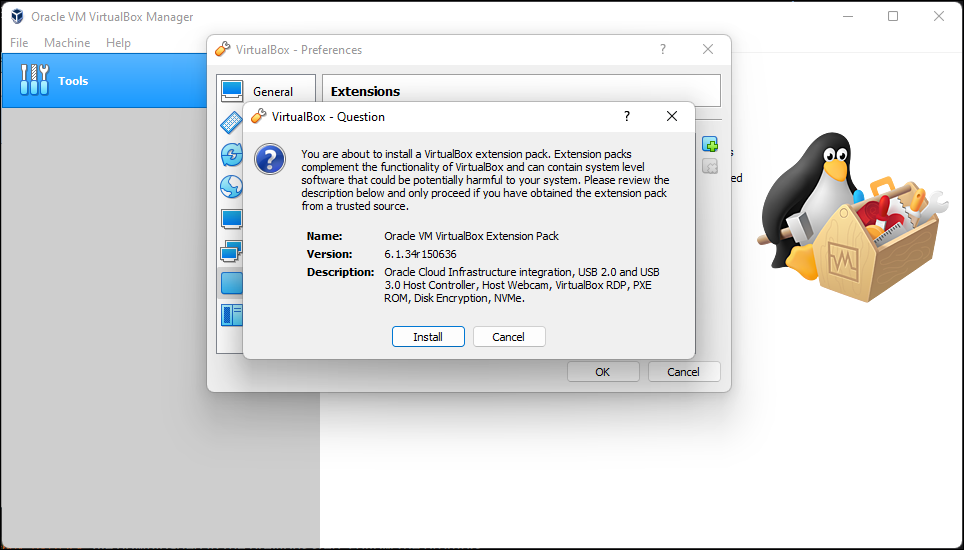 Oracle VM VirtualBox Manager
File Machine Help
Tools
VirtualBox - Preferences
?
General
Extensions
VirtualBox - Question
?
You are about to install a VirtualBox extension pack. Extension packs
complement the functionality of VirtualBox and can contain system level
software that could be potentially harmful to your system. Please review the
description below and only proceed if you have obtained the extension pack
from a trusted source.
Name: Oracle VM VirtualBox Extension Pack
Version: 6.1.34r150636
Description: Oracle Cloud Infrastructure integration, USB 2.0 and USB
3.0 Host Controller, Host Webcam, VirtualBox RDP, PXE
ROM, Disk Encryption, NVMe.
Install Cancel
OK Cancel